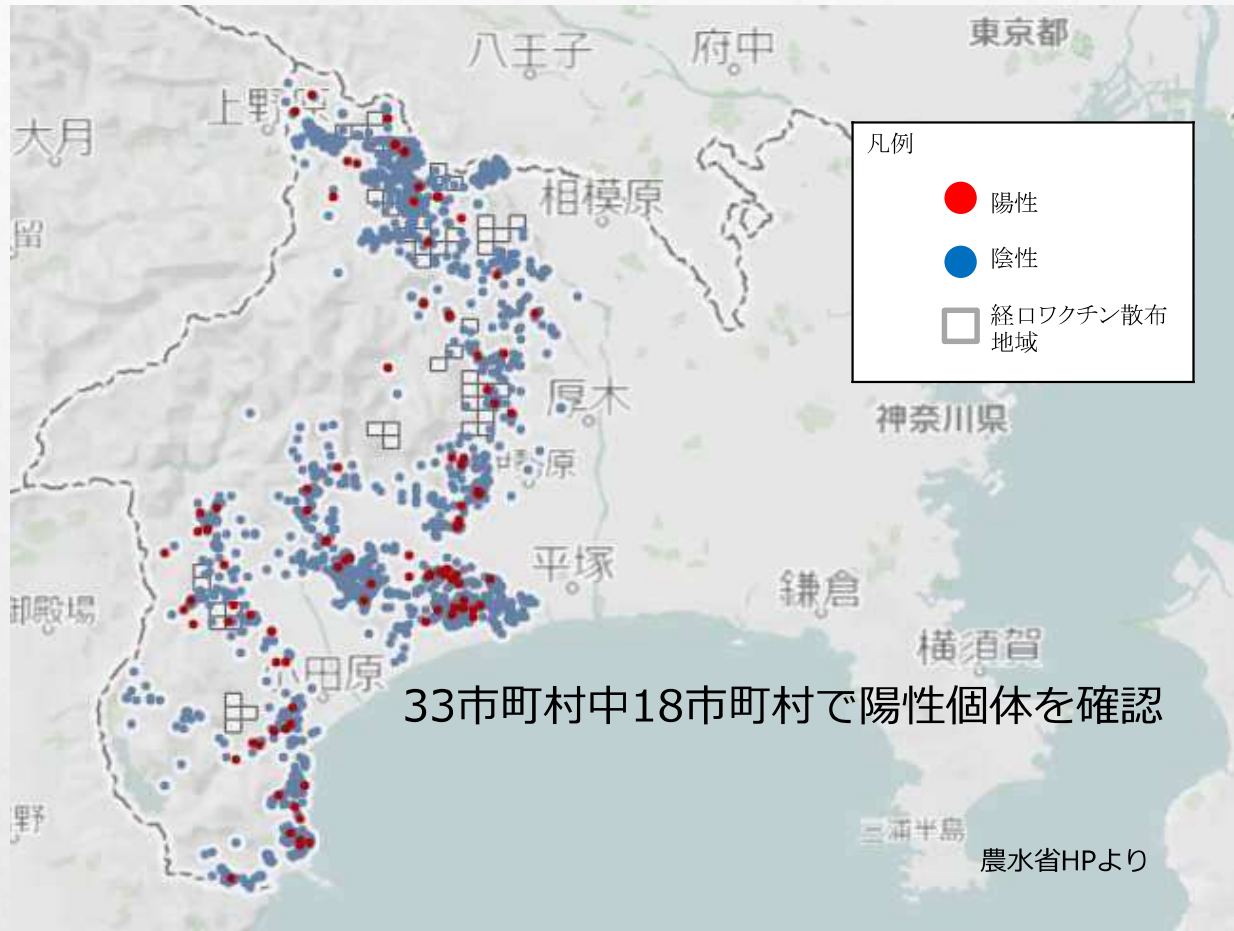 八王子
府中
東京都
大月
相模原
留
凡例
陽性
陰性
経口ワクチン散布
地域
厚木
神奈川県
原
平塚
鎌倉
御殿場
横須賀
田原
33市町村中18市町村で陽性個体を確認
野
三浦半島
農水省HPより